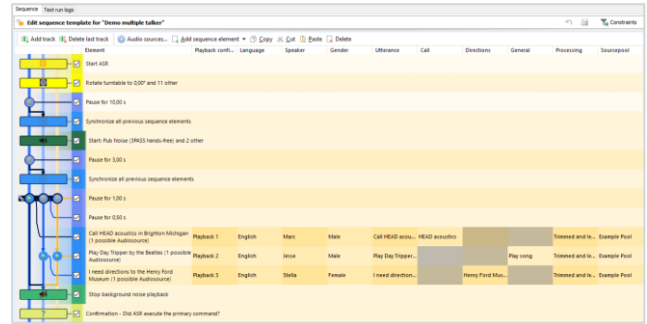 Sequence Test run logs
Edit sequence template for "Demo multiple talker" Constraints
Add track Delete last track Audio sources... Add sequence element Copy Cut Paste Delete
Element Playback confi... Language Speaker Gender Utterance Call Directions General Processing Sourcepool
Start ASR
Rotate turntable to 0,00° and 11 other
Pause for 10,00 s
Synchronize all previous sequence elements
Start: Pub Noise (3PASS hands-free) and 2 other
Pause for 3,00 s
Synchronize all previous sequence elements
Pause for 1,00 s
Pause for 0,50 s
Call HEAD acoustics in Brighton Michigan
(1 possible Audiosource) Playback 1 English Marc Male Call HEAD acou... HEAD acoustics Trimmed and le... Example Pool
Play Day Tripper by the Beatles (1 possible
Audiosource) Playback 2 English Jesse Male Play Day Tripper... Play song Trimmed and le... Example Pool
I need directions to the Henry Ford
Museum (1 possible Audiosource) Playback 3 English Stella Female I need direction... Henry Ford Mus... Trimmed and le... Example Pool
Stop background noise playback
Confirmation - Did ASR execute the primary command?